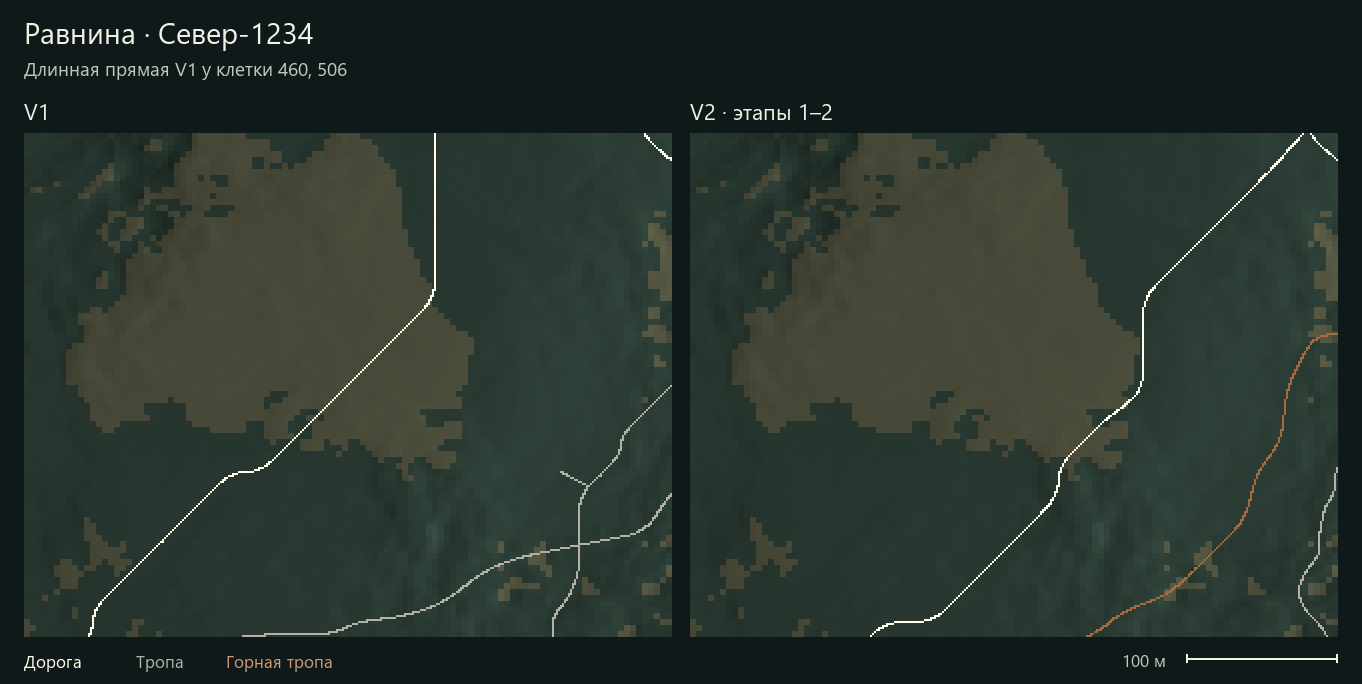 Равнина · Север-1234
Длинная прямая V1 у клетки 460, 506
V1
V2 · этапы 1–2
Дорога
Тропа
Горная тропа
100 м